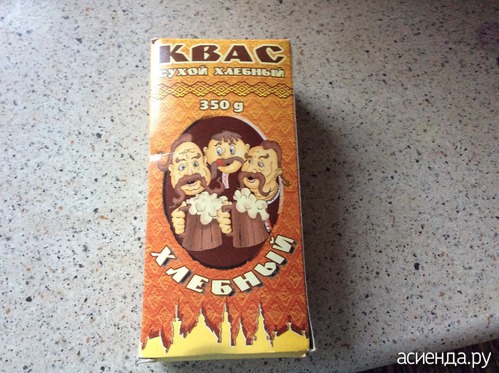 КВАС
СУХОЙ ХЛЕБНЫЙ
350 g
ХЛЕБНЫЙ
асиенда.ру